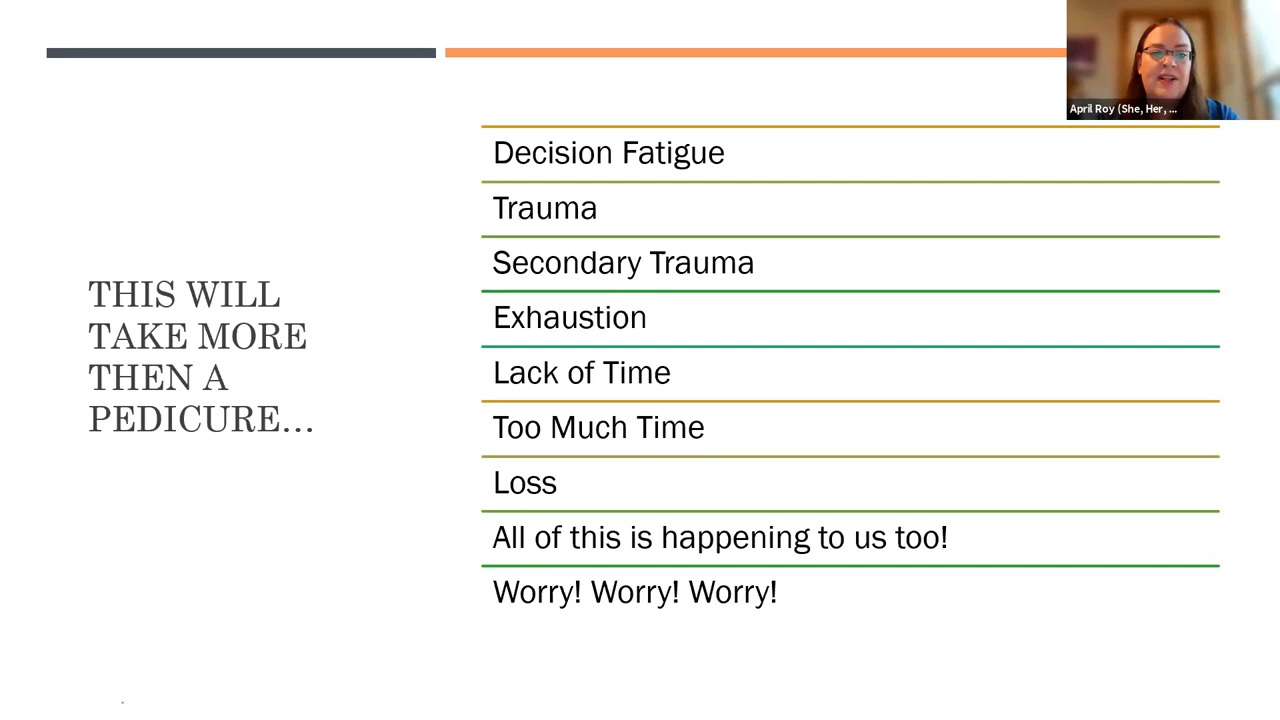 THIS WILL
TAKE MORE
THEN A
PEDICURE...
Decision Fatigue
Trauma
Secondary Trauma
Exhaustion
Lack of Time
Too Much Time
Loss
All of this is happening to us too!
Worry! Worry! Worry!
April Roy (She, Her, ...